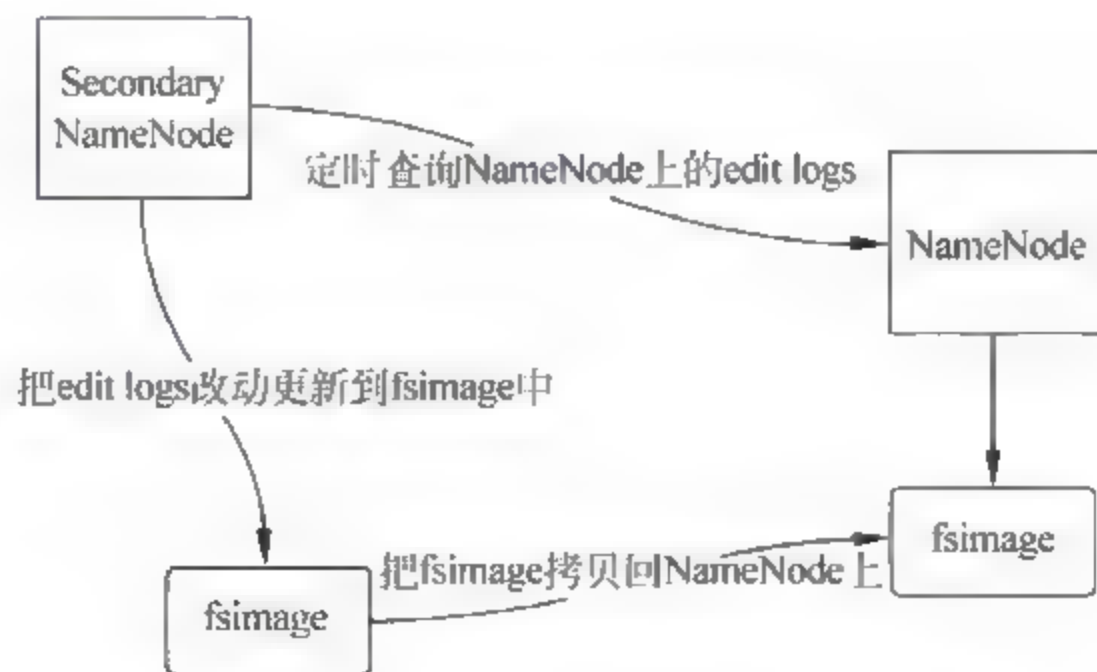 Secondary
NameNode
定时查询NameNode上的edit logs
NameNode
把edit logs改动更新到fsimage中
fsimage
把fsimage拷贝回NameNode上
fsimage